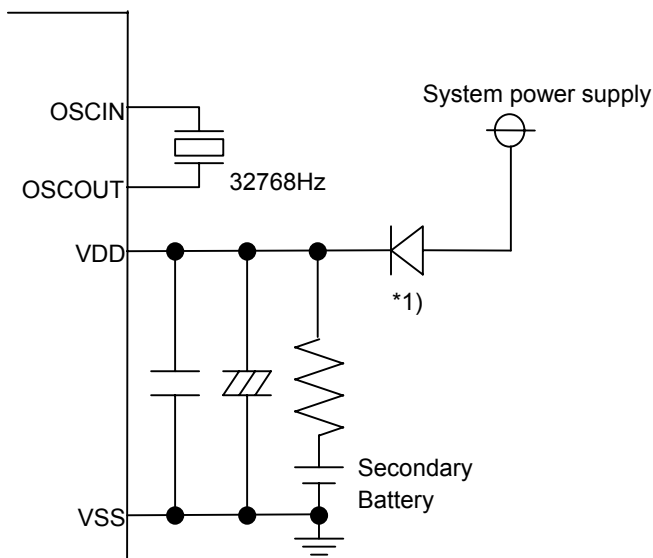 System power supply
OSCIN
OSCOUT
32768Hz
VDD
*1)
Secondary
Battery
VSS